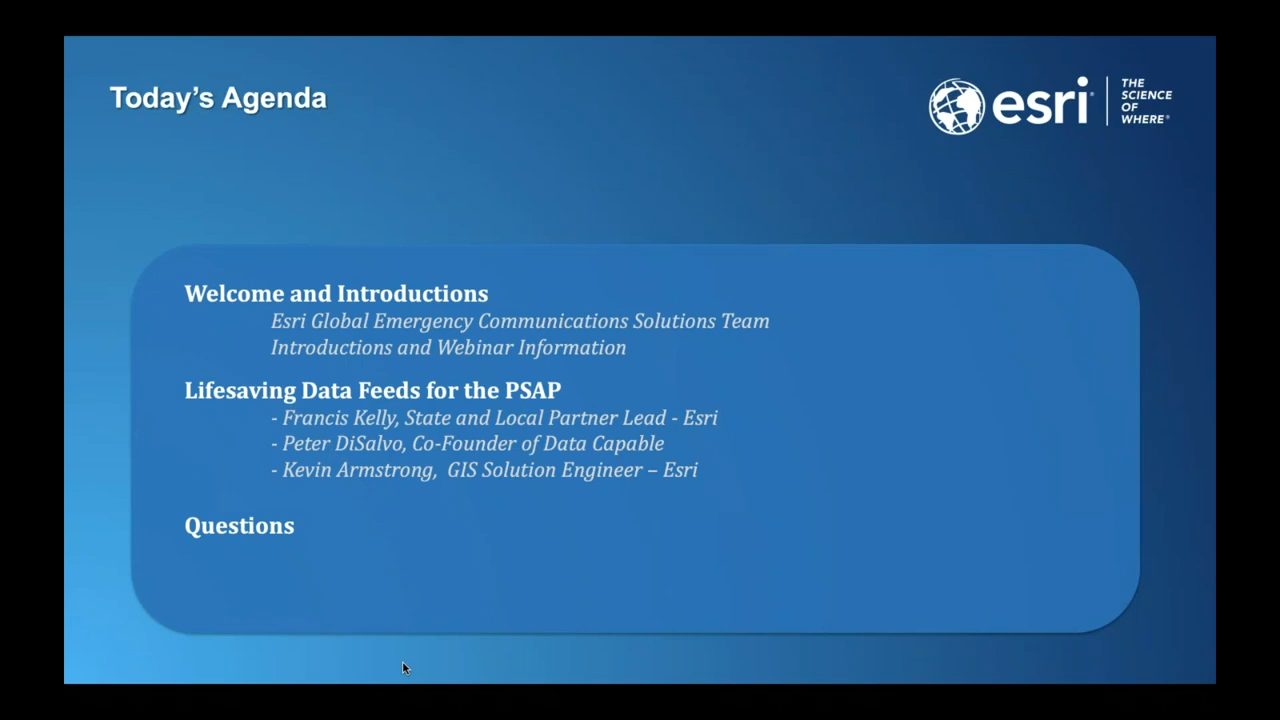 Today's Agenda
esri®
THE
SCIENCE
OF
WHERE®
Welcome and Introductions
Esri Global Emergency Communications Solutions Team
Introductions and Webinar Information
Lifesaving Data Feeds for the PSAP
- Francis Kelly, State and Local Partner Lead - Esri
- Peter DiSalvo, Co-Founder of Data Capable
- Kevin Armstrong,  GIS Solution Engineer – Esri
Questions